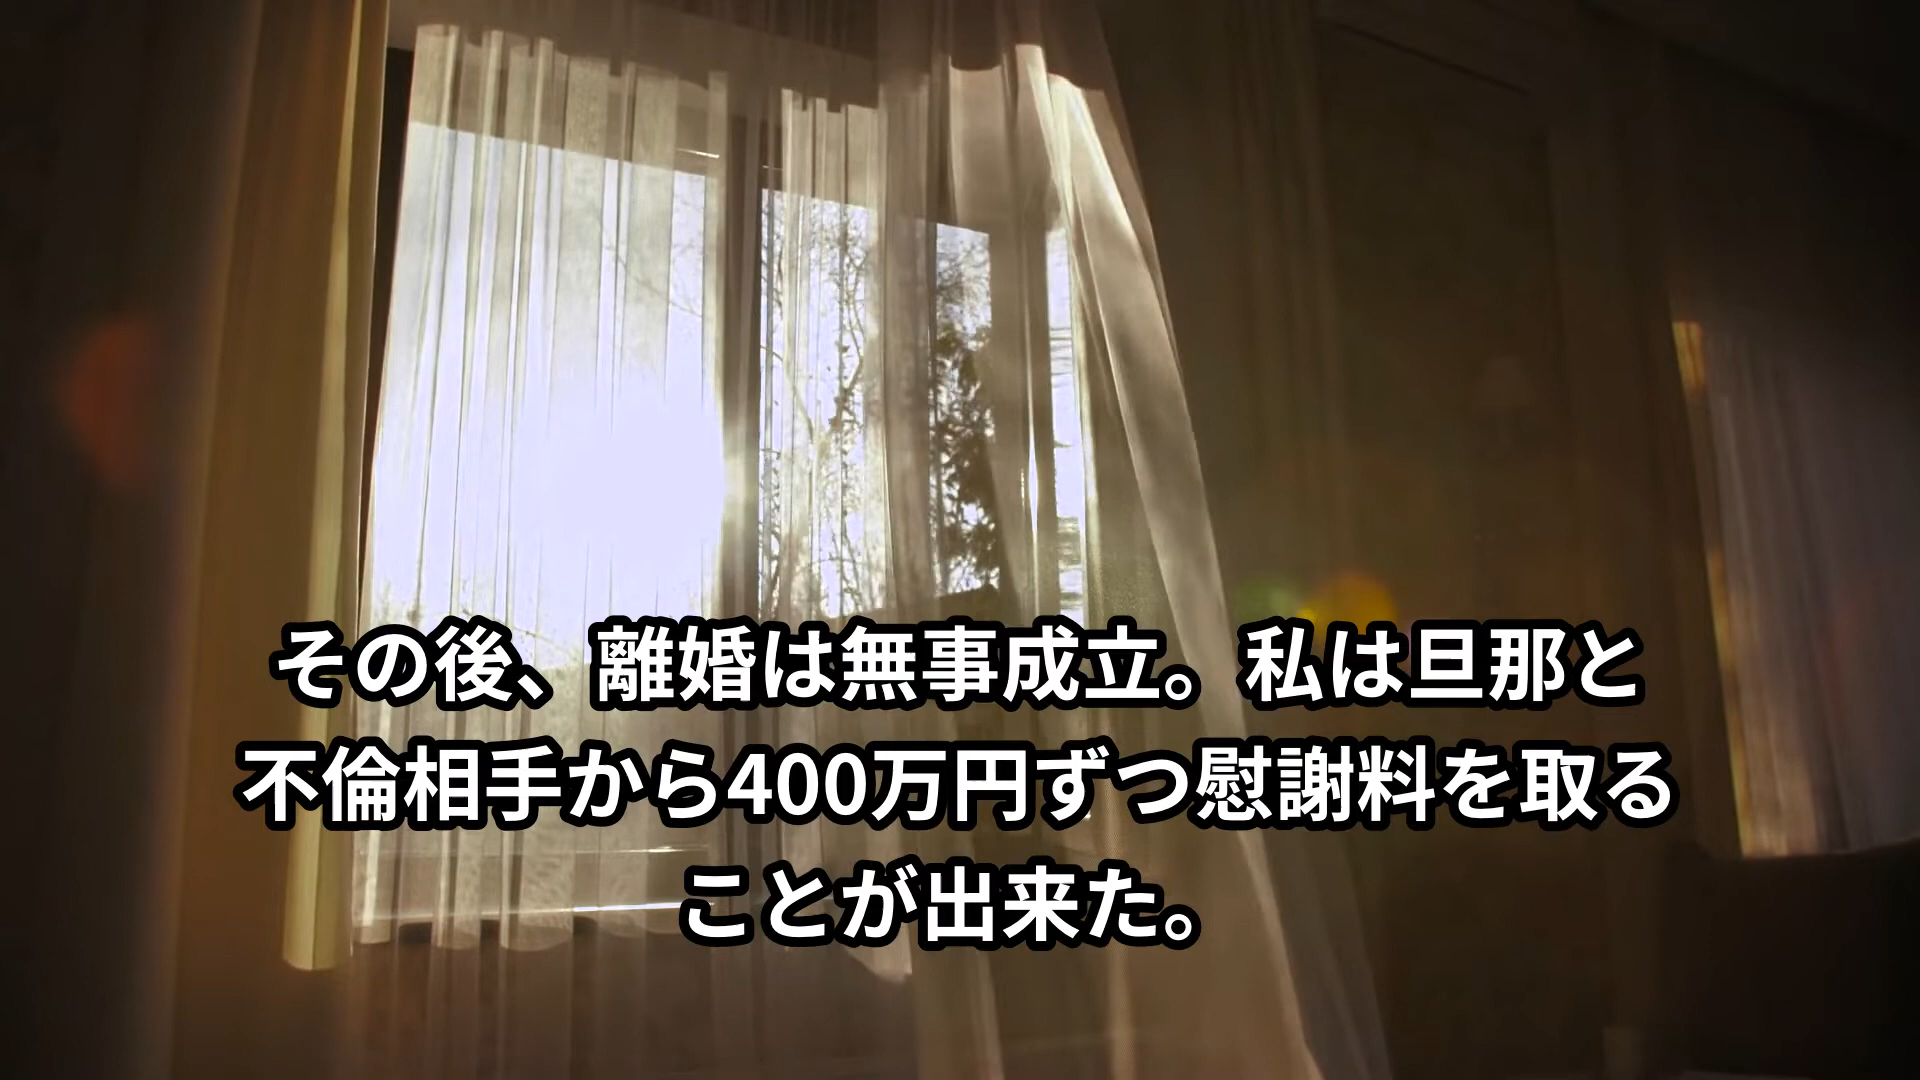 その後、離婚は無事成立。私は旦那と
不倫相手から400万円ずつ慰謝料を取る
ことが出来た。